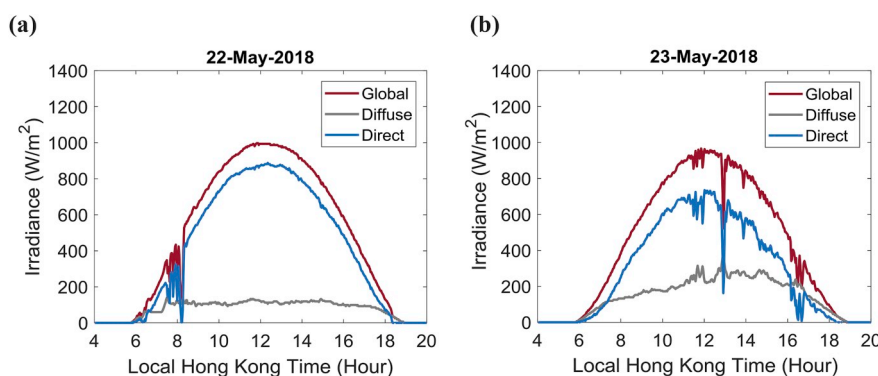 (a)
22-May-2018
1400
1200
1000
800
600
400
200
0
Irradiance (W/m²)
Global
Diffuse
Direct
4 6 8 10 12 14 16 18 20
Local Hong Kong Time (Hour)
(b)
23-May-2018
1400
1200
1000
800
600
400
200
0
Irradiance (W/m²)
Global
Diffuse
Direct
4 6 8 10 12 14 16 18 20
Local Hong Kong Time (Hour)